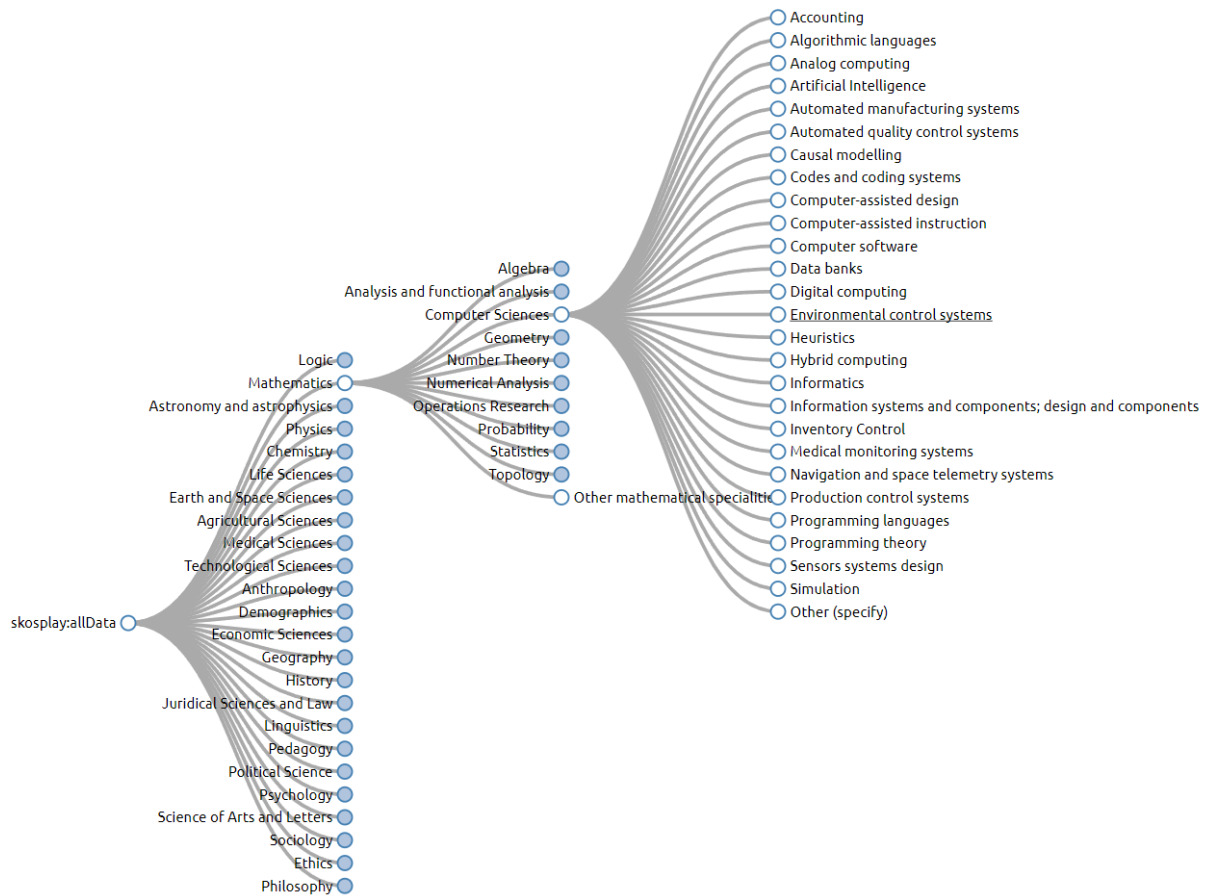 skosplay:allData
Logic
Mathematics
Astronomy and astrophysics
Physics
Chemistry
Life Sciences
Earth and Space Sciences
Agricultural Sciences
Medical Sciences
Technological Sciences
Anthropology
Demographics
Economic Sciences
Geography
History
Juridical Sciences and Law
Linguistics
Pedagogy
Political Science
Psychology
Science of Arts and Letters
Sociology
Ethics
Philosophy
Algebra
Analysis and functional analysis
Computer Sciences
Geometry
Number Theory
Numerical Analysis
Operations Research
Probability
Statistics
Topology
Other mathematical specialitie
Accounting
Algorithmic languages
Analog computing
Artificial Intelligence
Automated manufacturing systems
Automated quality control systems
Causal modelling
Codes and coding systems
Computer-assisted design
Computer-assisted instruction
Computer software
Data banks
Digital computing
Environmental control systems
Heuristics
Hybrid computing
Informatics
Information systems and components; design and components
Inventory Control
Medical monitoring systems
Navigation and space telemetry systems
Production control systems
Programming languages
Programming theory
Sensors systems design
Simulation
Other (specify)